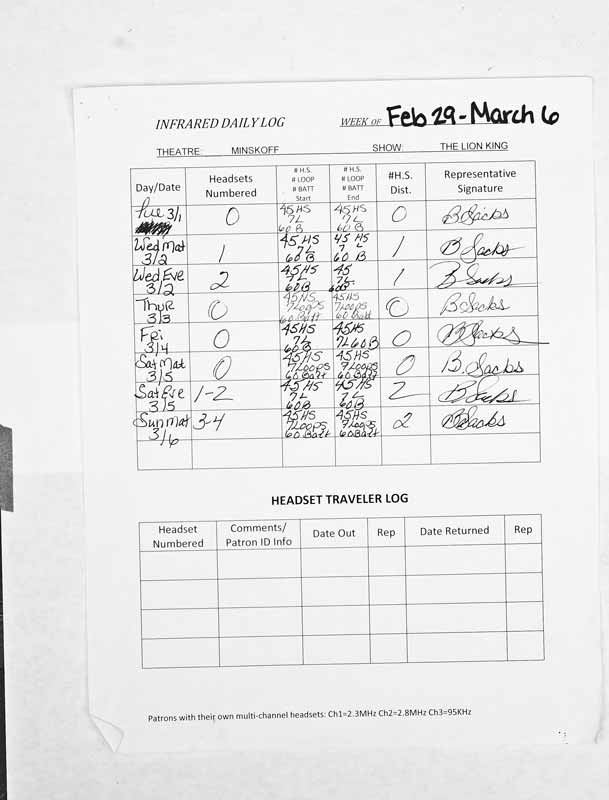 INFRARED DAILY LOG WEEK OF Feb 29 - March 6
THEATRE: MINSKOFF SHOW: THE LION KING
Day/Date Headsets Numbered # H.S. # LOOP # BATT Start # H.S. # LOOP # BATT End #H.S. Dist. Representative Signature
Tue 3/1 0 45 HS 7L 60 B 45 HS 7L 60 B 0 B Sacks
Wed Mat 3/2 1 45 HS 7L 60 B 45 HS 7 L 60 B 1 B Sacks
Wed Eve 3/2 2 45 HS 7L 60B 45 7L 60B 1 B Sacks
Thur 3/3 0 45 HS 7 Loops 60 Batt 45 HS 7 Loops 60 Batt 0 B Sacks
Fri 3/4 0 45 HS 7L 60 B 45 HS 7L 60 B 0 B Sacks
Sat Mat 3/5 0 45 HS 7 Loops 60 Batt 45 HS 7 Loops 60 Batt 0 B. Sacks
Sat Eve 3/5 1-2 45 HS 7L 60B 45 HS 7L 60B 2 B Sacks
Sun Mat 3/6 3-4 45 HS 7 Loops 60 Batt 45 HS 7 Loops 60 Batt 2 B Sacks
HEADSET TRAVELER LOG
Headset Numbered Comments/ Patron ID Info Date Out Rep Date Returned Rep
Patrons with their own multi-channel headsets: Ch1=2.3MHz Ch2=2.8MHz Ch3=95KHz